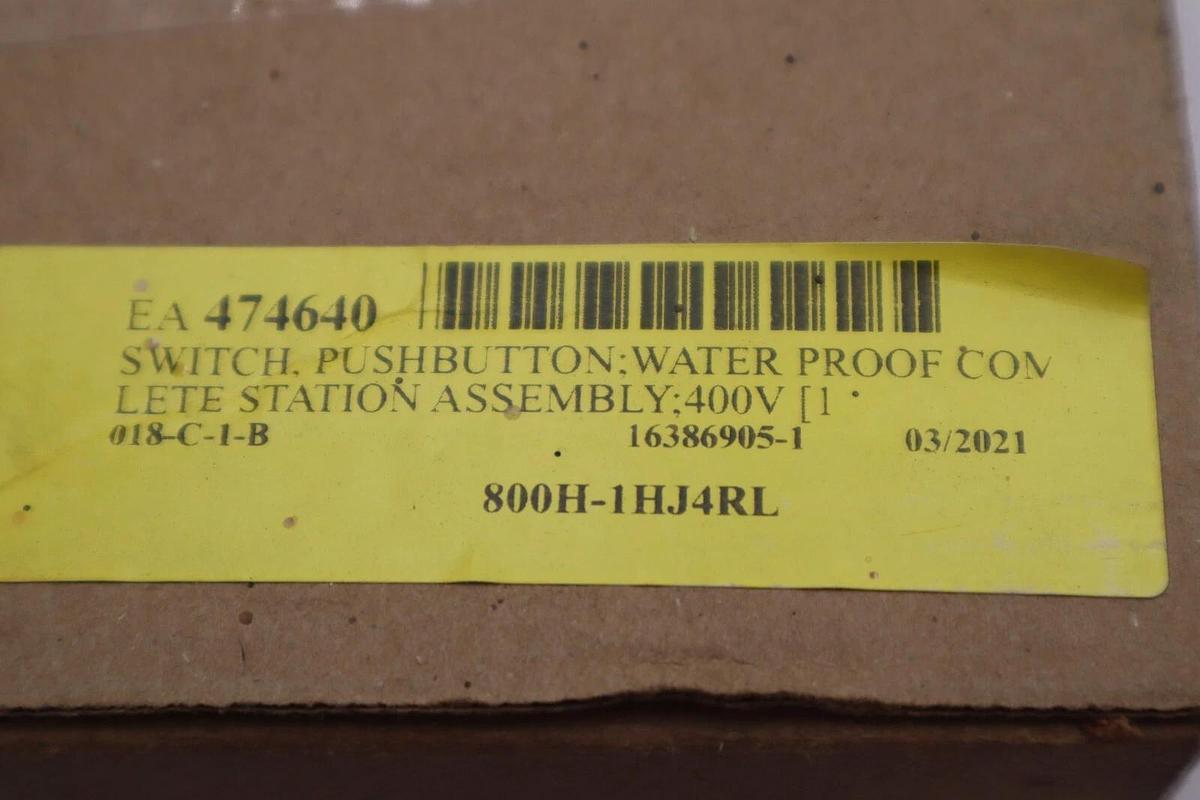 EA 474640
SWITCH, PUSHBUTTON;WATER PROOF COM
LETE STATION ASSEMBLY;400V [1
018-C-1-B 16386905-1 03/2021
800H-1HJ4RL